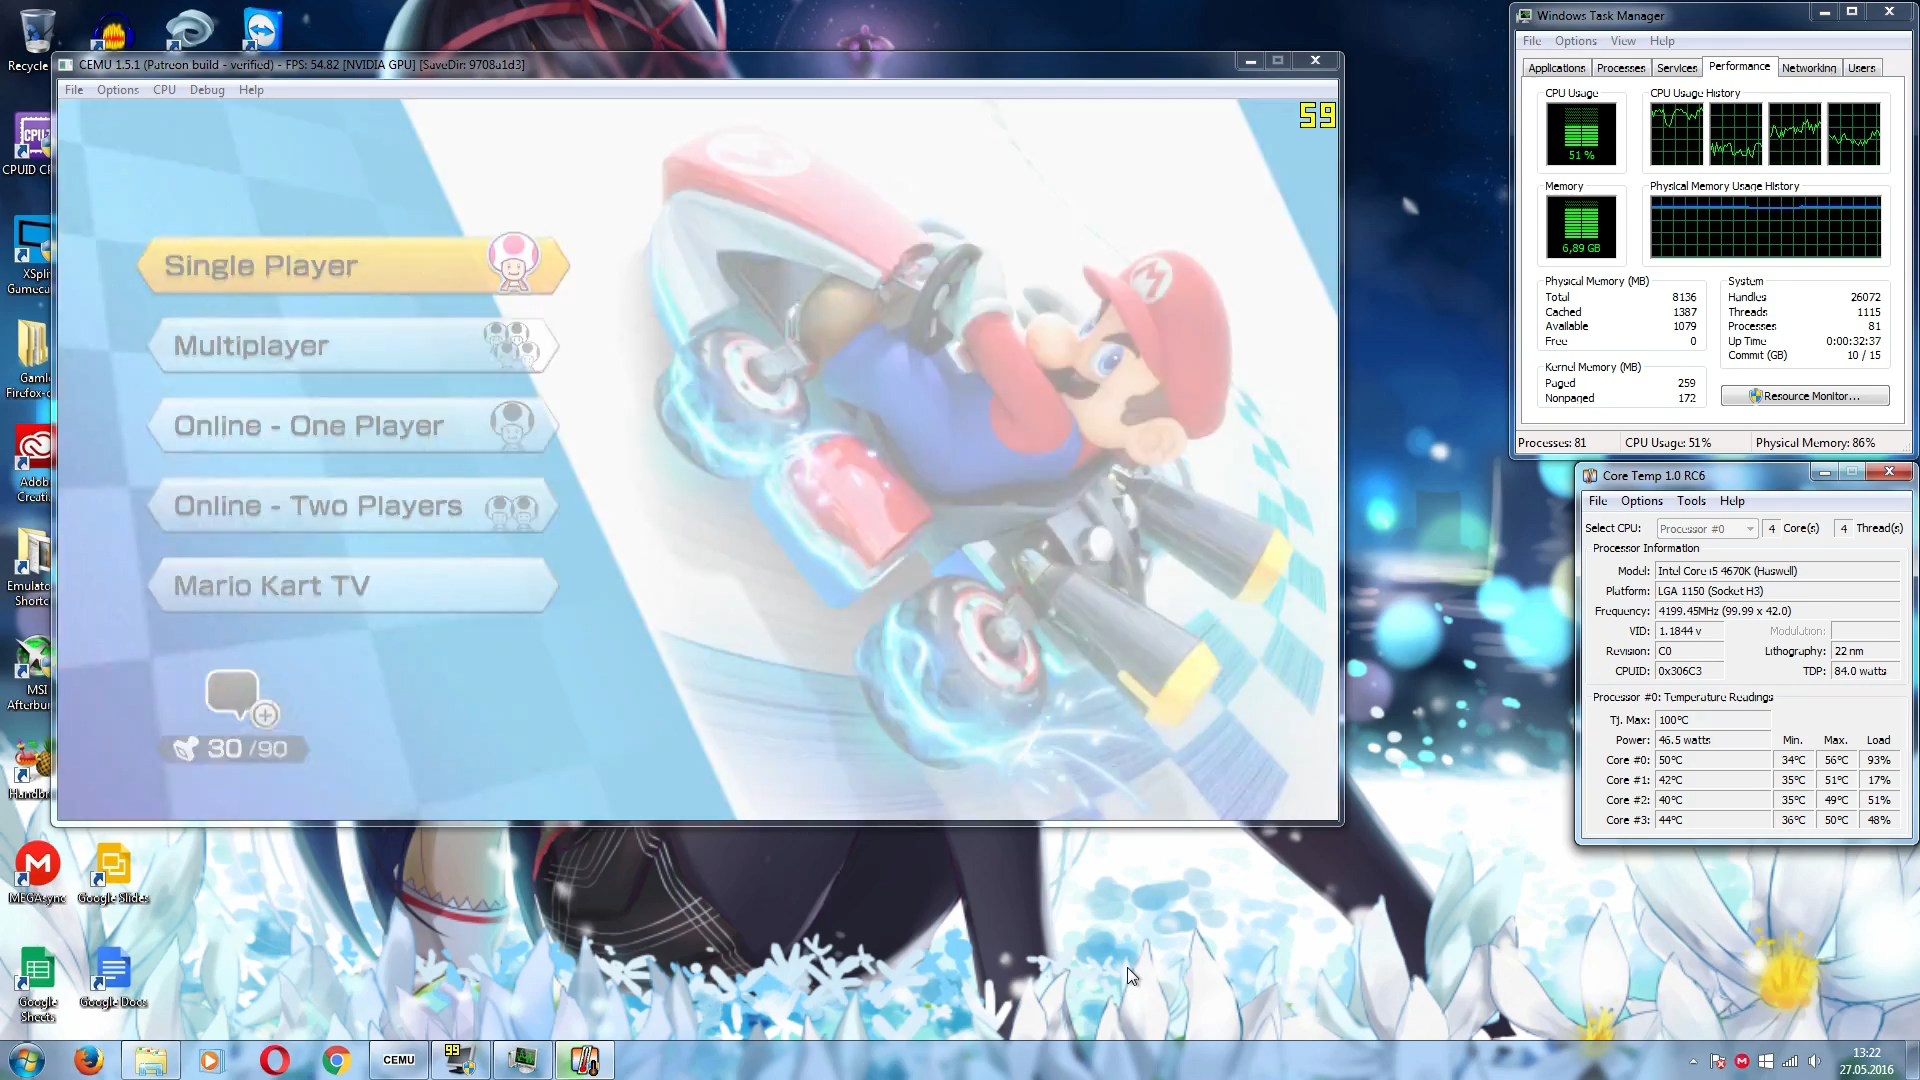 Recycle
CPUID CP
XSpli
Gameca
Gamle
Firefox-d
Adob
Creati
Emulato
Shortc
MSI
Afterbur
Handbr
MEGAsync
Google Slides
Google
Sheets
Google Docs
CEMU 1.5.1 (Patreon build - verified) - FPS: 54.82 [NVIDIA GPU] [SaveDir: 9708a1d3]
File Options CPU Debug Help
59
Single Player
Multiplayer
Online - One Player
Online - Two Players
Mario Kart TV
30 /90
Windows Task Manager
File Options View Help
Applications Processes Services Performance Networking Users
CPU Usage CPU Usage History
51 %
Memory Physical Memory Usage History
6,89 GB
Physical Memory (MB)
Total 8136
Cached 1387
Available 1079
Free 0
Kernel Memory (MB)
Paged 259
Nonpaged 172
System
Handles 26072
Threads 1115
Processes 81
Up Time 0:00:32:37
Commit (GB) 10 / 15
Resource Monitor...
Processes: 81 CPU Usage: 51% Physical Memory: 86%
Core Temp 1.0 RC6
File Options Tools Help
Select CPU: Processor #0 4 Core(s) 4 Thread(s)
Processor Information
Model: Intel Core i5 4670K (Haswell)
Platform: LGA 1150 (Socket H3)
Frequency: 4199.45MHz (99.99 x 42.0)
VID: 1.1844 v Modulation:
Revision: C0 Lithography: 22 nm
CPUID: 0x306C3 TDP: 84.0 watts
Processor #0: Temperature Readings
Tj. Max: 100°C
Power: 46.5 watts Min. Max. Load
Core #0: 50°C 34°C 56°C 93%
Core #1: 42°C 35°C 51°C 17%
Core #2: 40°C 35°C 49°C 51%
Core #3: 44°C 36°C 50°C 48%
CEMU
99
13:22
27.05.2016